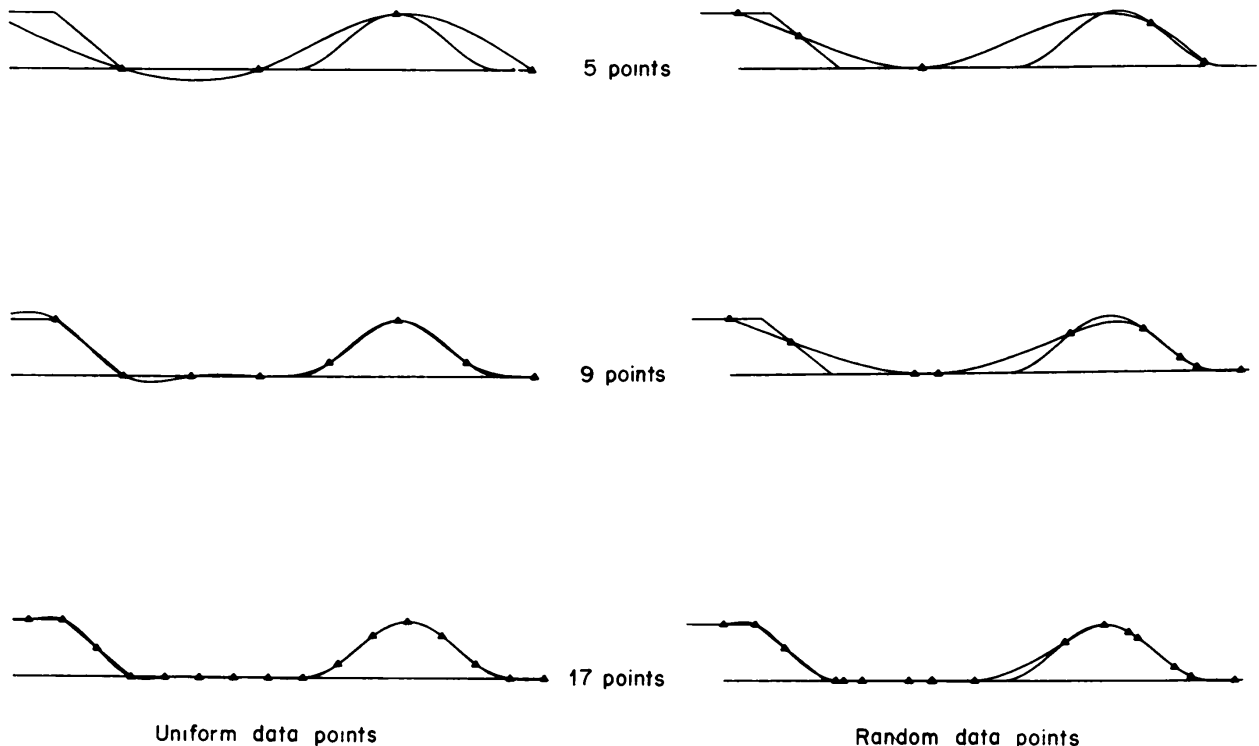 5 points
9 points
17 points
Uniform data points
Random data points